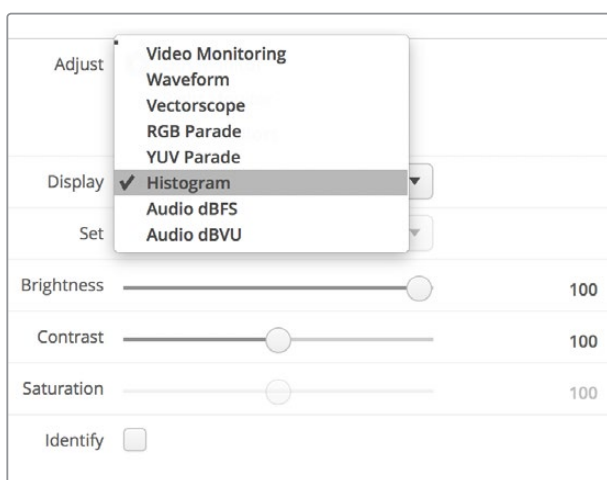 Adjust
Video Monitoring
Waveform
Vectorscope
RGB Parade
YUV Parade
Display ✓ Histogram
Audio dBFS
Set Audio dBVU
Brightness 100
Contrast 100
Saturation 100
Identify